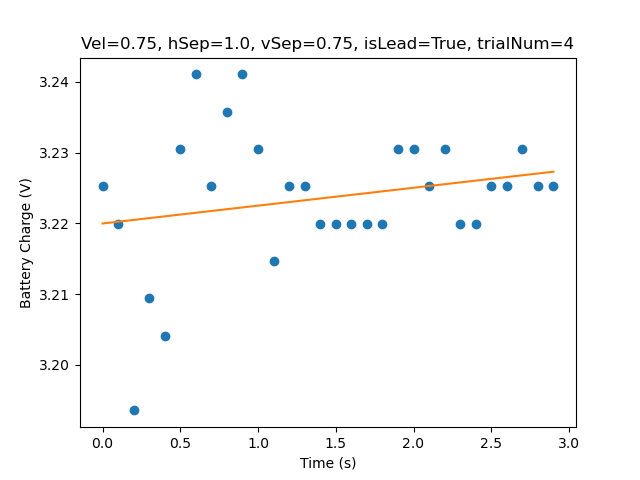 Vel=0.75, hSep=1.0, vSep=0.75, isLead=True, trialNum=4
3.24
3.23
3.22
3.21
3.20
Battery Charge (V)
0.0 0.5 1.0 1.5 2.0 2.5 3.0
Time (s)